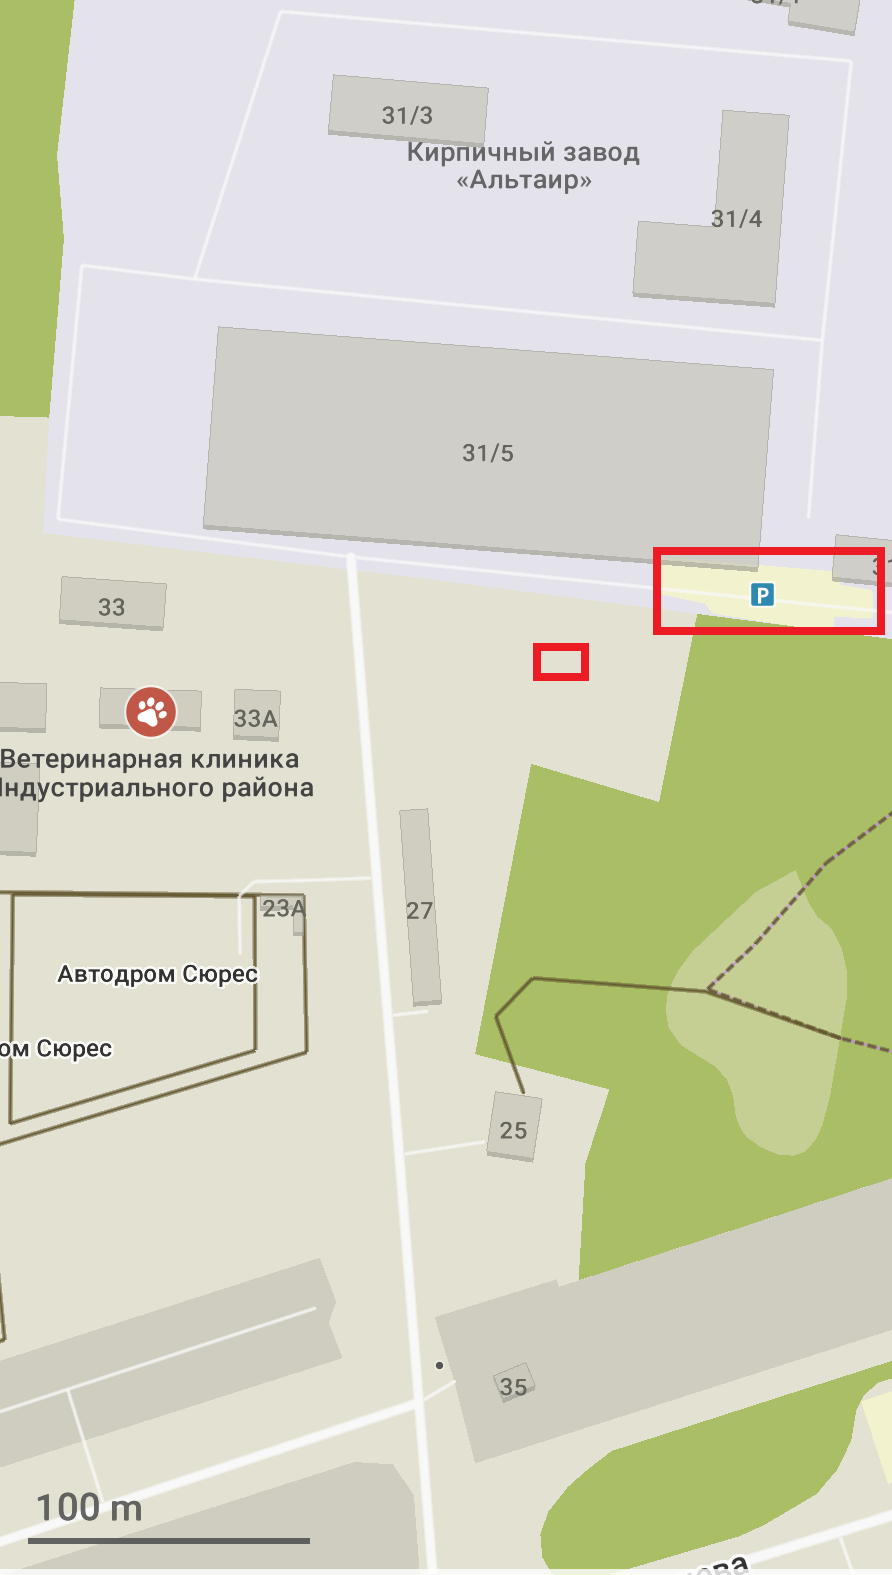 31/3
Кирпичный завод
«Альтаир»
31/4
31/5
P
33
33А
Ветеринарная клиника
Индустриального района
27
23А
Автодром Сюрес
ом Сюрес
25
35
100 m